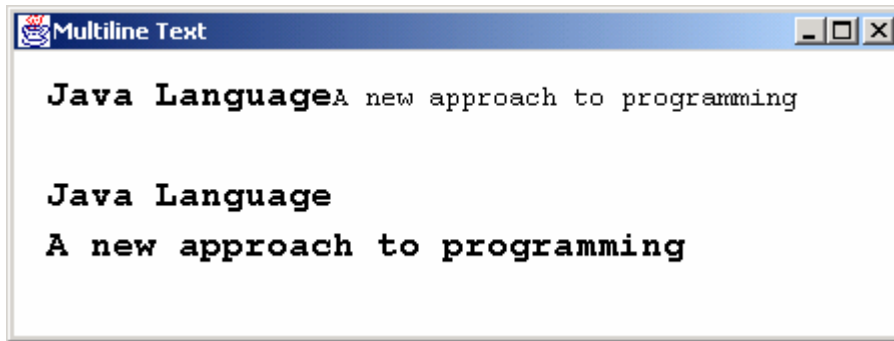 Multiline Text
Java LanguageA new approach to programming
Java Language
A new approach to programming